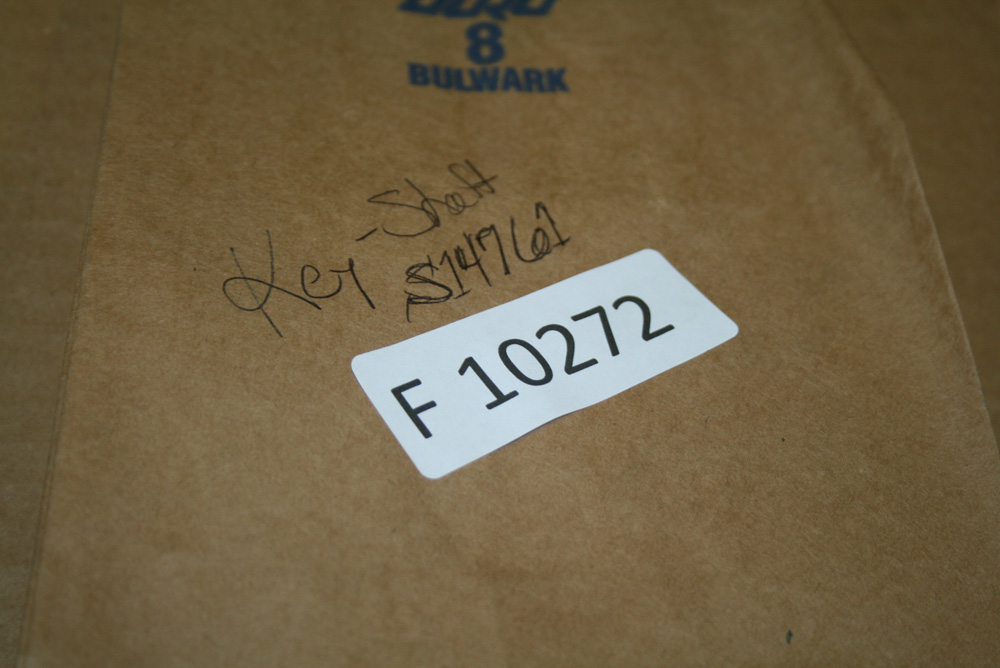 8
BULWARK
Key-Shaft
S14761
F 10272